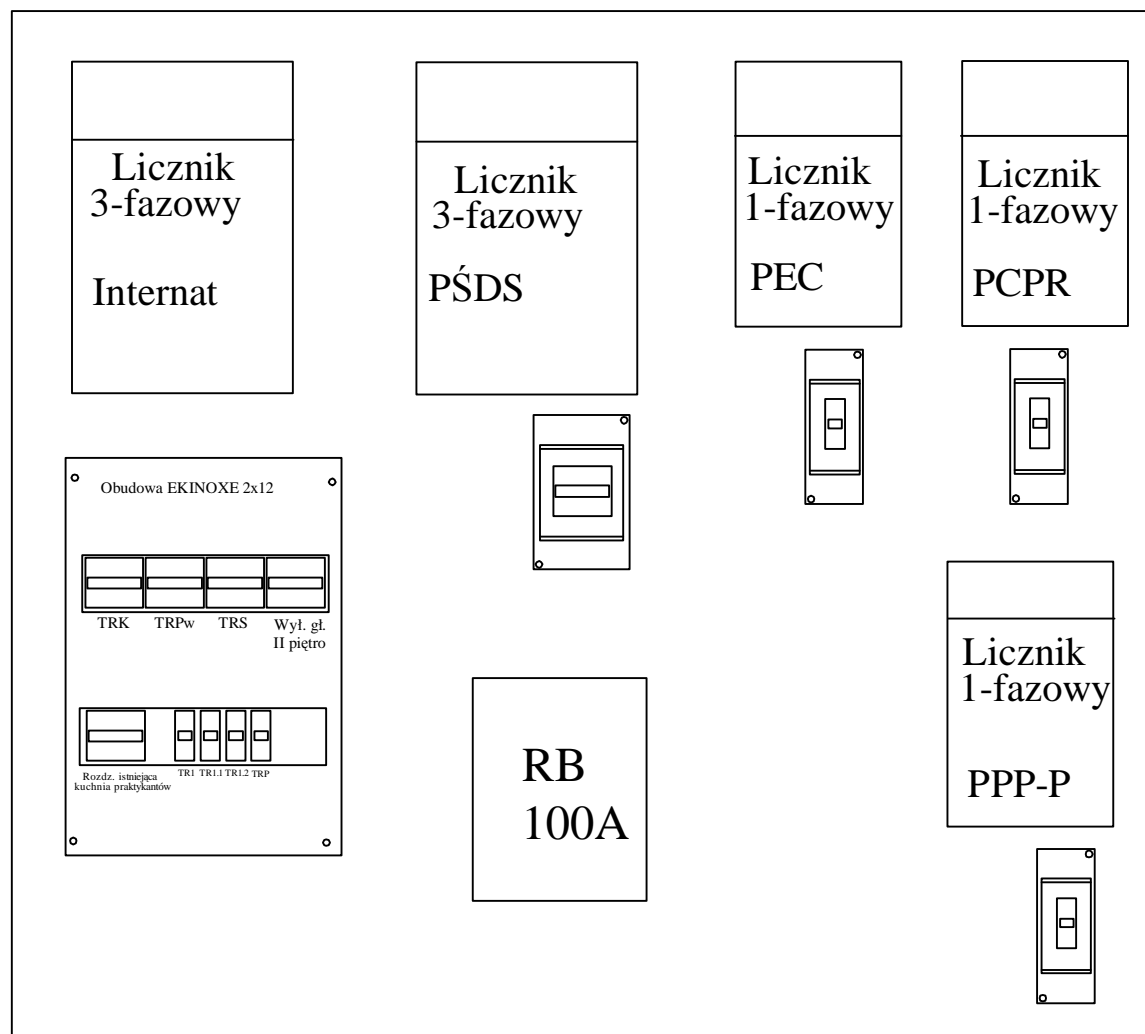 Licznik
3-fazowy
Internat
Licznik
3-fazowy
PŚDS
Licznik
1-fazowy
PEC
Licznik
1-fazowy
PCPR
Obudowa EKINOXE 2x12
TRK
TRPw
TRS
Wył. gł.
II piętro
Rozdz. istniejąca
kuchnia praktykantów
TR1
TR1.1
TR1.2
TRP
RB
100A
Licznik
1-fazowy
PPP-P